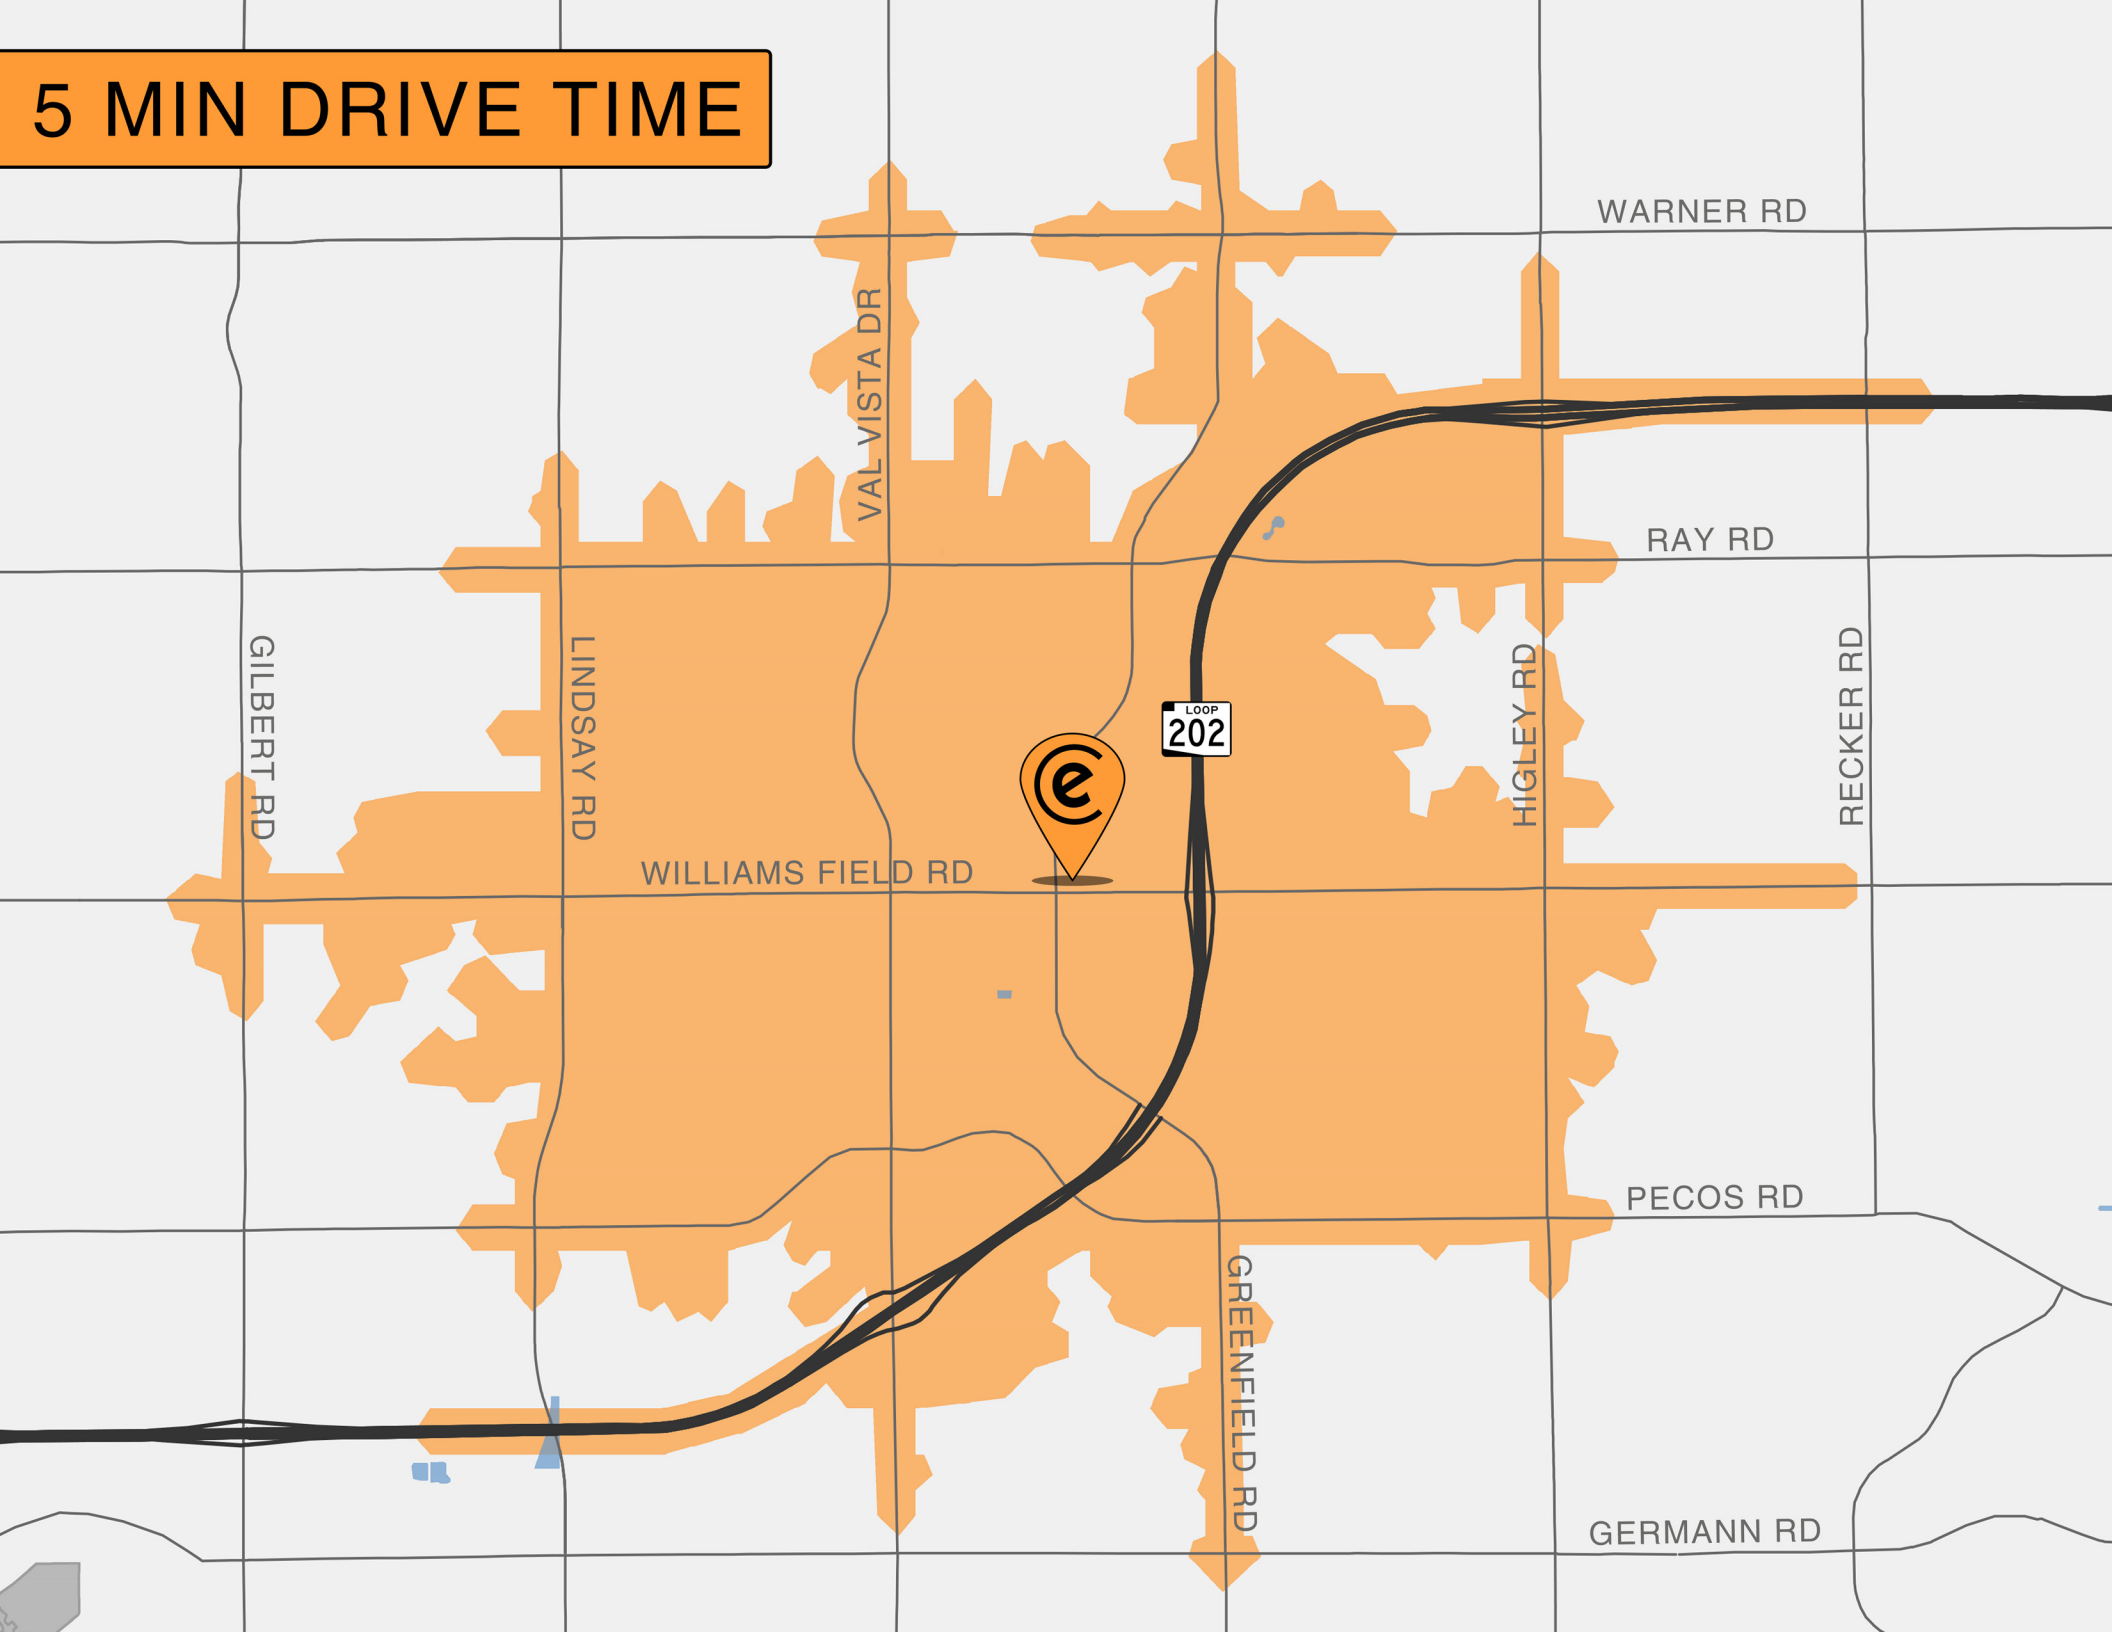 5 MIN DRIVE TIME
WARNER RD
VAL VISTA DR
RAY RD
GILBERT RD
LINDSAY RD
HIGLEY RD
RECKER RD
LOOP
202
ce
WILLIAMS FIELD RD
PECOS RD
GREENFIELD RD
GERMANN RD